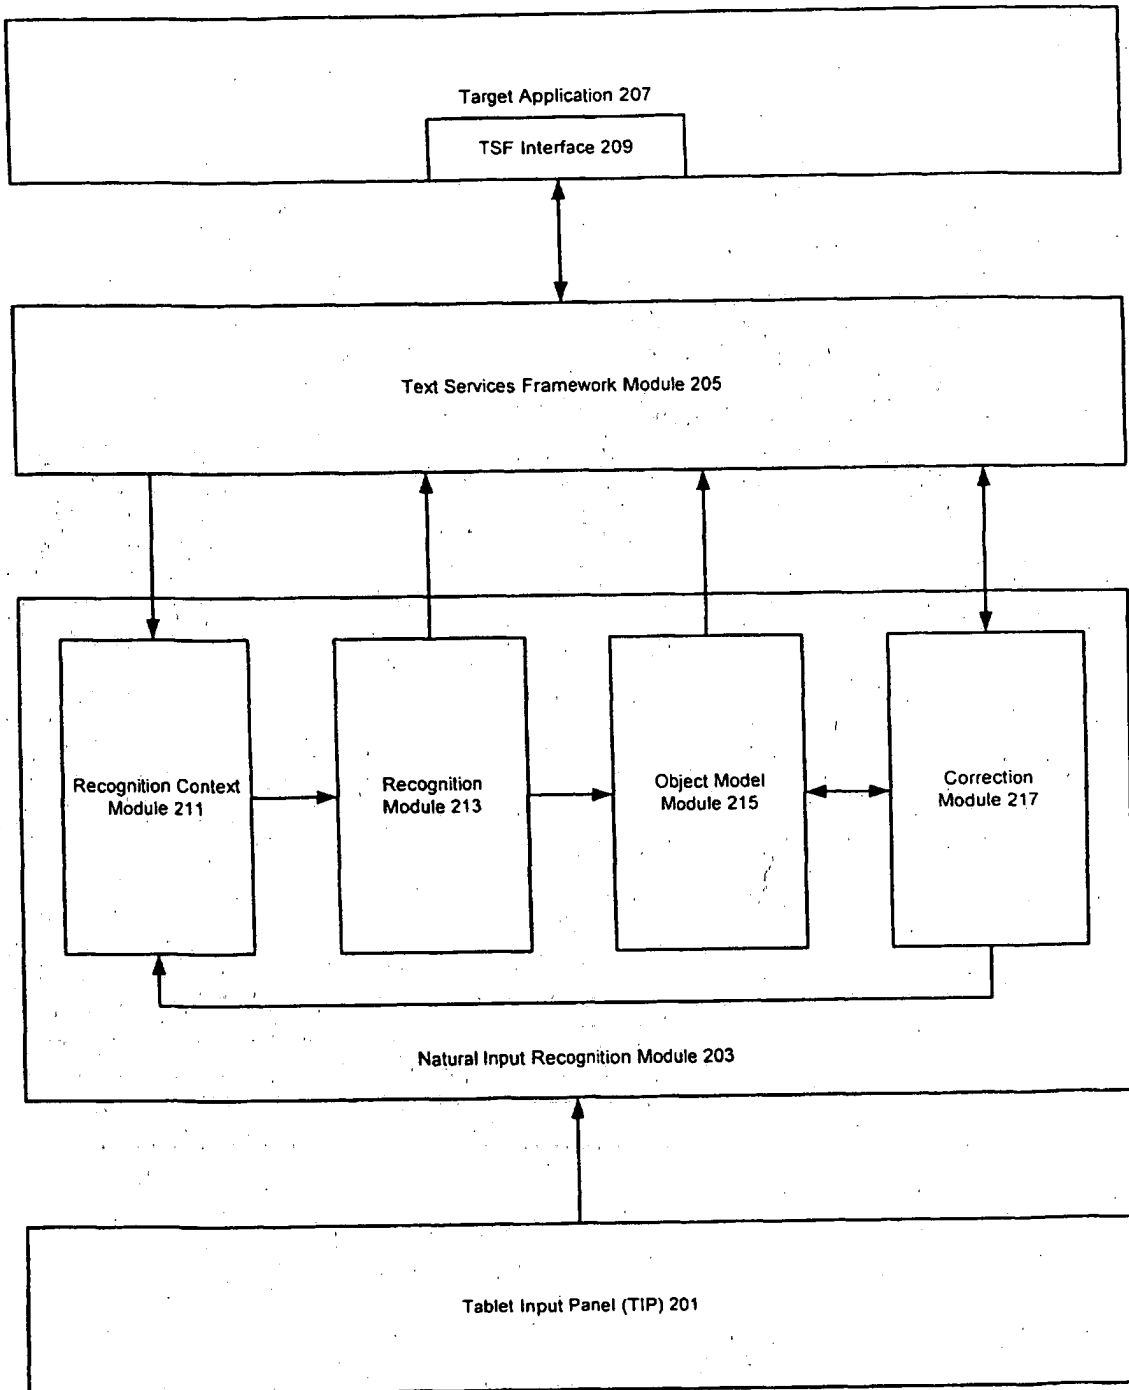 Target Application 207
TSF Interface 209
Text Services Framework Module 205
Recognition Context
Module 211
Recognition
Module 213
Object Model
Module 215
Correction
Module 217
Natural Input Recognition Module 203
Tablet Input Panel (TIP) 201